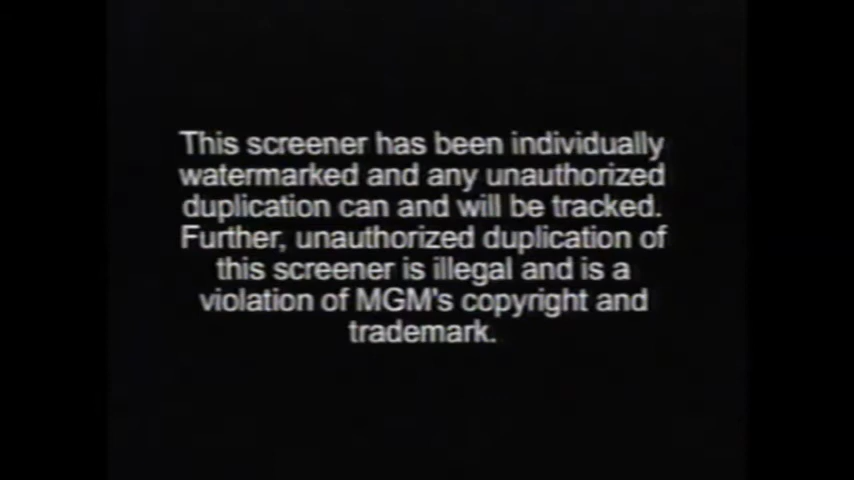 This screener has been individually
watermarked and any unauthorized
duplication can and will be tracked.
Further, unauthorized duplication of
this screener is illegal and is a
violation of MGM's copyright and
trademark.